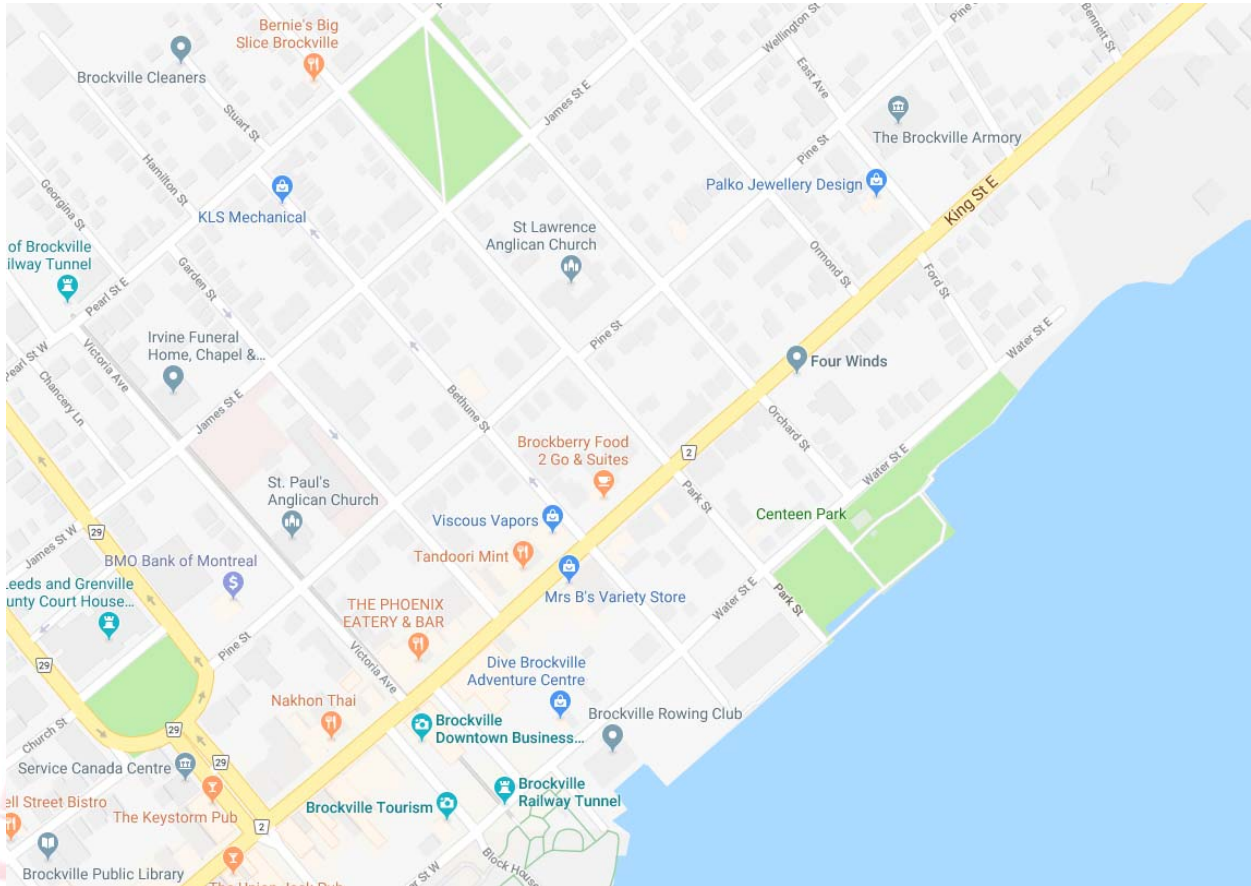 Bernie's Big
Slice Brockville
Wellington St
Pine St
Bennett St
Brockville Cleaners
Stuart St
James St E
East Ave
The Brockville Armory
Pine St
Hamilton St
Georgina St
KLS Mechanical
Palko Jewellery Design
King St E
St Lawrence
Anglican Church
of Brockville
ilway Tunnel
Garden St
Ormond St
Ford St
Pearl St E
Pearl St W
Victoria Ave
Irvine Funeral
Home, Chapel &...
Pine St
Water St E
Four Winds
Chancery Ln
James St E
Bethune St
Orchard St
Brockberry Food
2 Go & Suites
2
Water St E
St. Paul's
Anglican Church
Park St
Centeen Park
29
James St W
Viscous Vapors
Tandoori Mint
BMO Bank of Montreal
Leeds and Grenville
unty Court House...
Mrs B's Variety Store
Water St E
Park St
THE PHOENIX
EATERY & BAR
Pine St
Victoria Ave
29
Dive Brockville
Adventure Centre
Nakhon Thai
Brockville Rowing Club
Church St
29
Brockville
Downtown Business...
29
Service Canada Centre
Brockville
Railway Tunnel
ell Street Bistro
The Keystorm Pub
Brockville Tourism
2
Brockville Public Library
The Union Jack Pub
St W
Block House